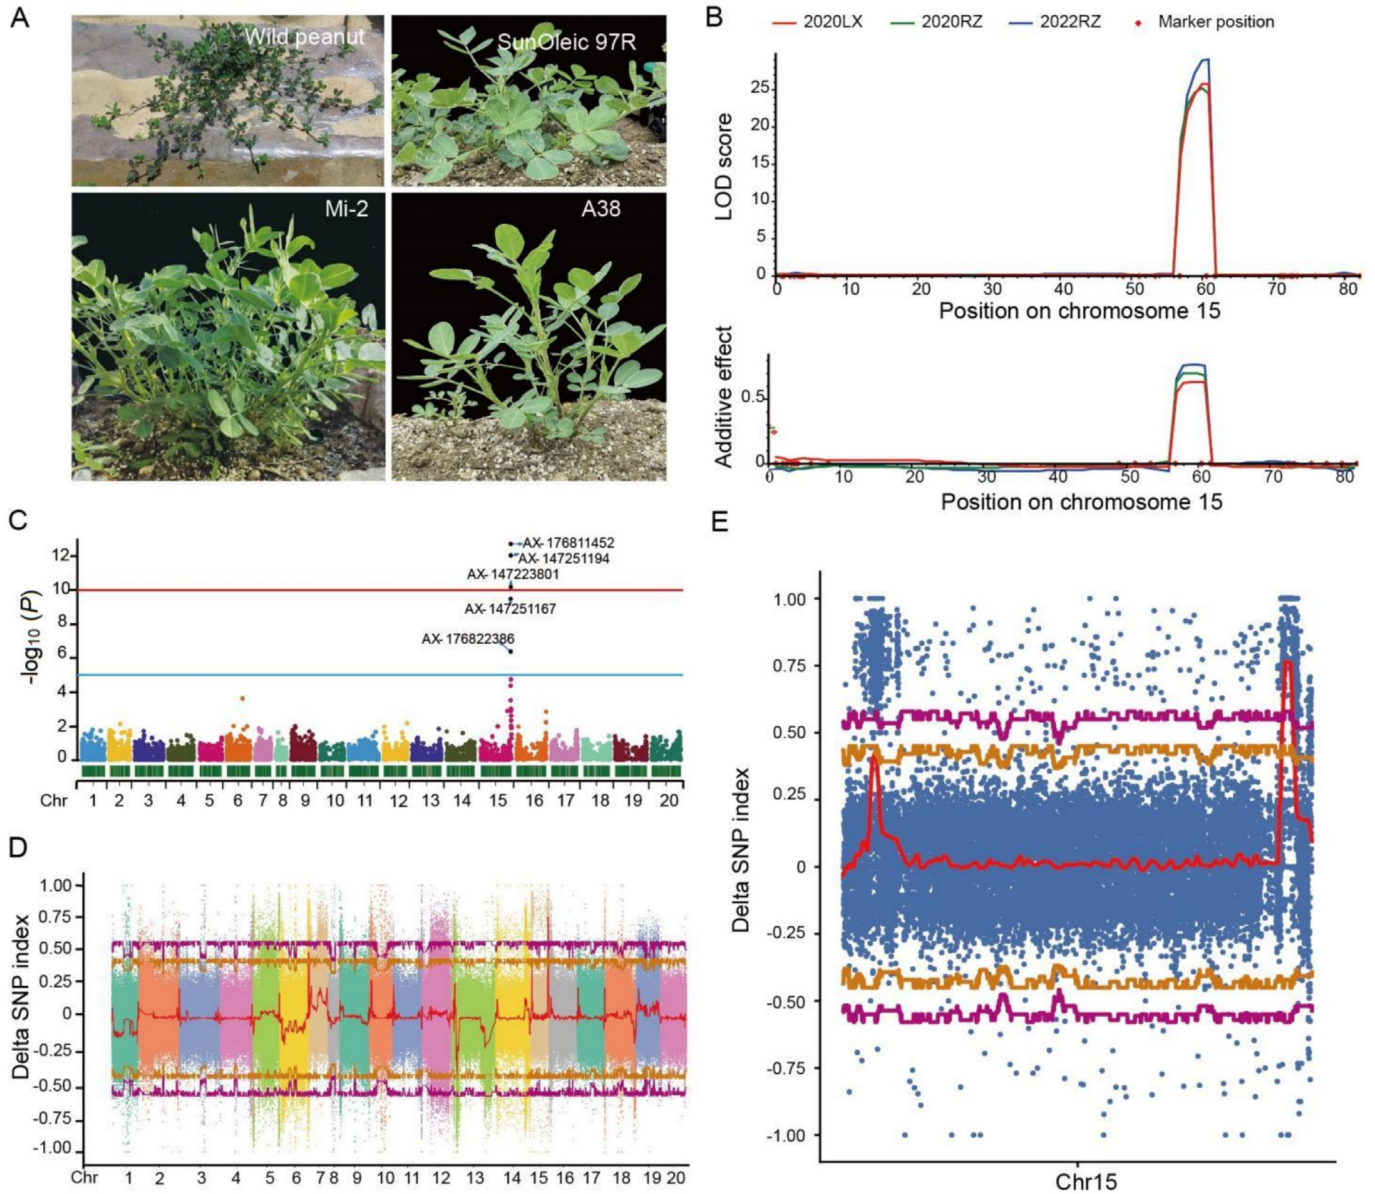 A
Wild peanut
SunOleic 97R
Mi-2
A38
B
2020LX 2020RZ 2022RZ Marker position
LOD score
25
20
15
10
5
0
0 10 20 30 40 50 60 70 80
Position on chromosome 15
Additive effect
0.5
0
0 10 20 30 40 50 60 70 80
Position on chromosome 15
C
-log10 (P)
12
10
8
6
4
2
0
AX-176811452
AX-147251194
AX-147223801
AX-147251167
AX-176822386
Chr 1 2 3 4 5 6 7 8 9 10 11 12 13 14 15 16 17 18 19 20
D
Delta SNP index
1.00
0.75
0.50
0.25
0
-0.25
-0.50
-0.75
-1.00
Chr 1 2 3 4 5 6 7 8 9 10 11 12 13 14 15 16 17 18 19 20
E
Delta SNP index
1.00
0.75
0.50
0.25
0
-0.25
-0.50
-0.75
-1.00
Chr15